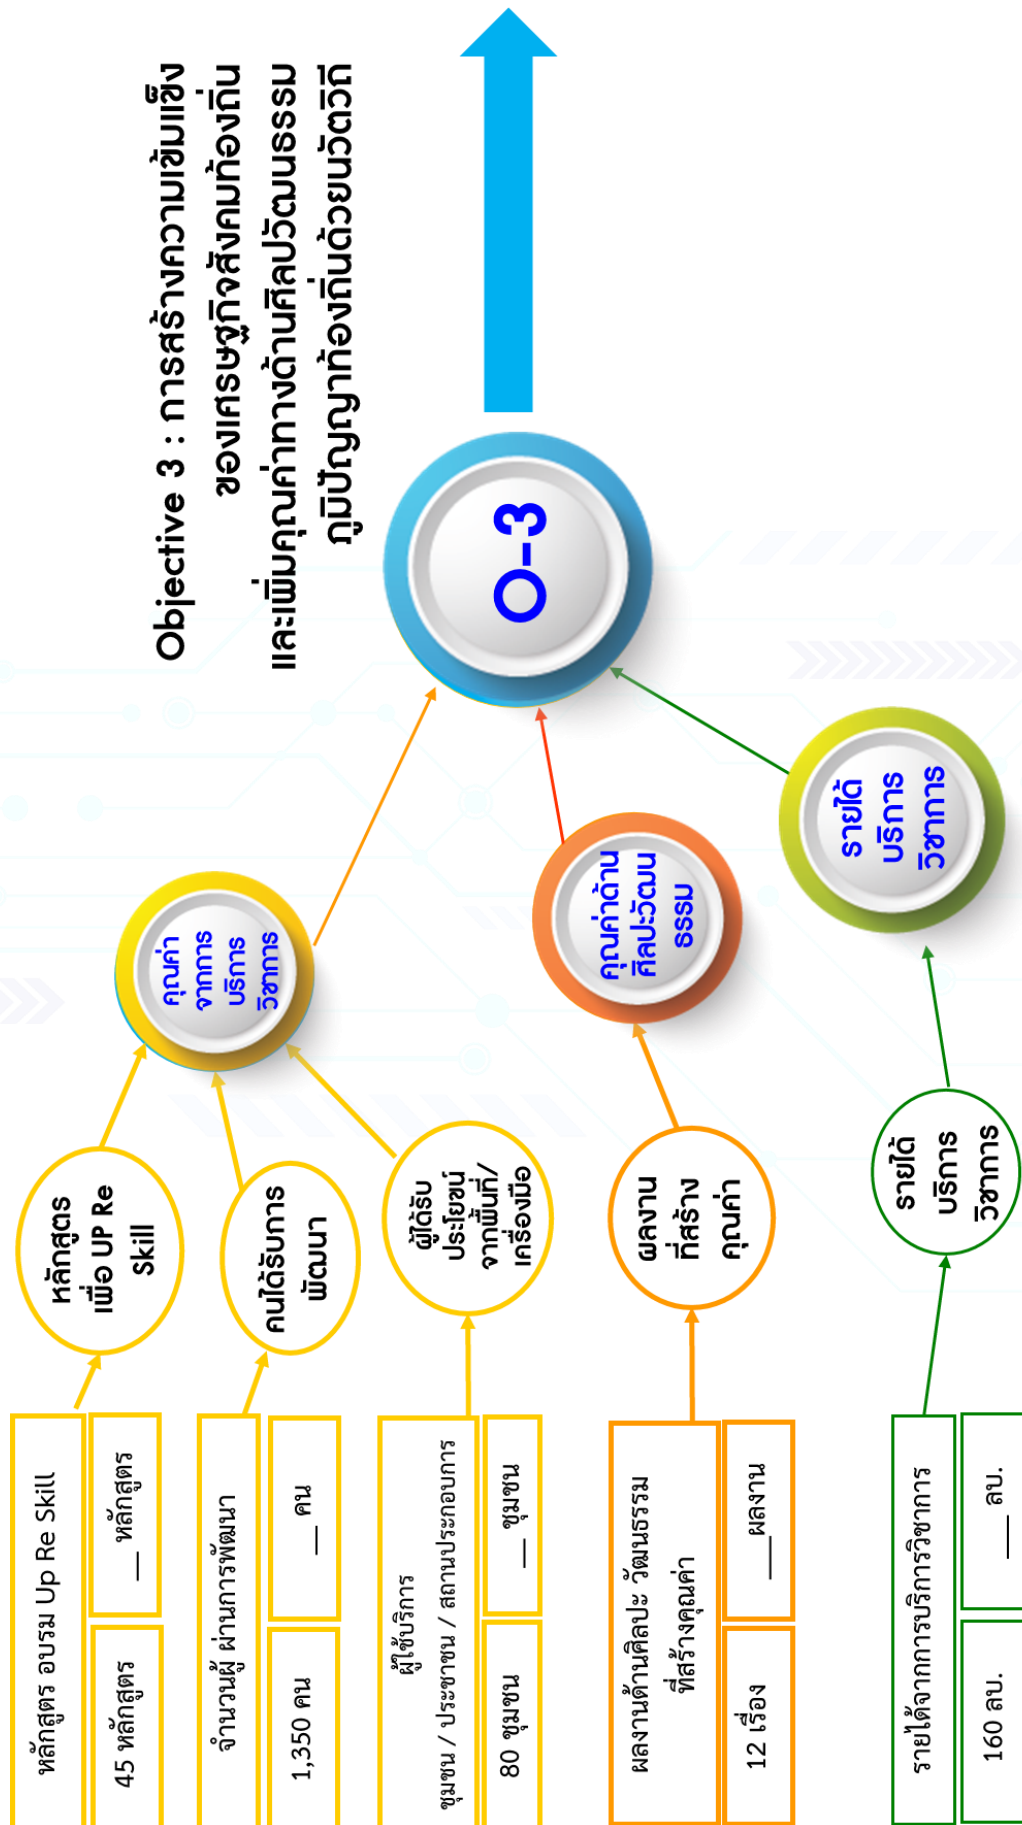 Objective 3 : การสร้างความเข้มแข็ง
ของเศรษฐกิจสังคมท้องถิ่น
และเพิ่มคุณค่าทางด้านศิลปวัฒนธรรม
ภูมิปัญญาท้องถิ่นด้วยนวัตวิถี
O-3
คุณค่า
จากการ
บริการ
วิชาการ
คุณค่าด้าน
ศิลปะวัฒน
ธรรม
รายได้
บริการ
วิชาการ
หลักสูตร
เพื่อ UP Re
Skill
คนได้รับการ
พัฒนา
ผู้ได้รับ
ประโยชน์
จากพื้นที่/
เครื่องมือ
ผลงาน
ที่สร้าง
คุณค่า
รายได้
บริการ
วิชาการ
หลักสูตร อบรม Up Re Skill
45 หลักสูตร
__ หลักสูตร
จำนวนผู้ ผ่านการพัฒนา
1,350 คน
__ คน
ผู้ใช้บริการ
ชุมชน / ประชาชน / สถานประกอบการ
80 ชุมชน
__ ชุมชน
ผลงานด้านศิลปะ วัฒนธรรม
ที่สร้างคุณค่า
12 เรื่อง
___ผลงาน
รายได้จากการบริการวิชาการ
160 ลบ.
___ ลบ.